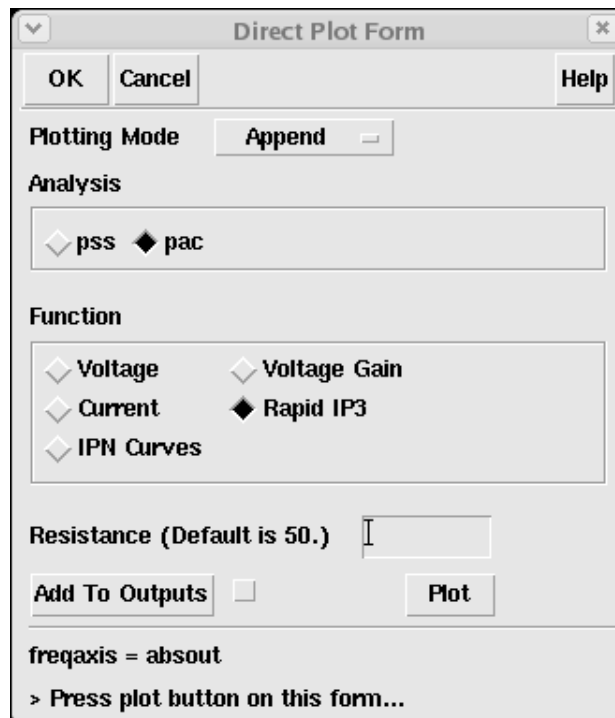 Direct Plot Form
OK Cancel Help
Plotting Mode Append
Analysis
pss pac
Function
Voltage Voltage Gain
Current Rapid IP3
IPN Curves
Resistance (Default is 50.)
Add To Outputs Plot
freqaxis = absout
> Press plot button on this form...